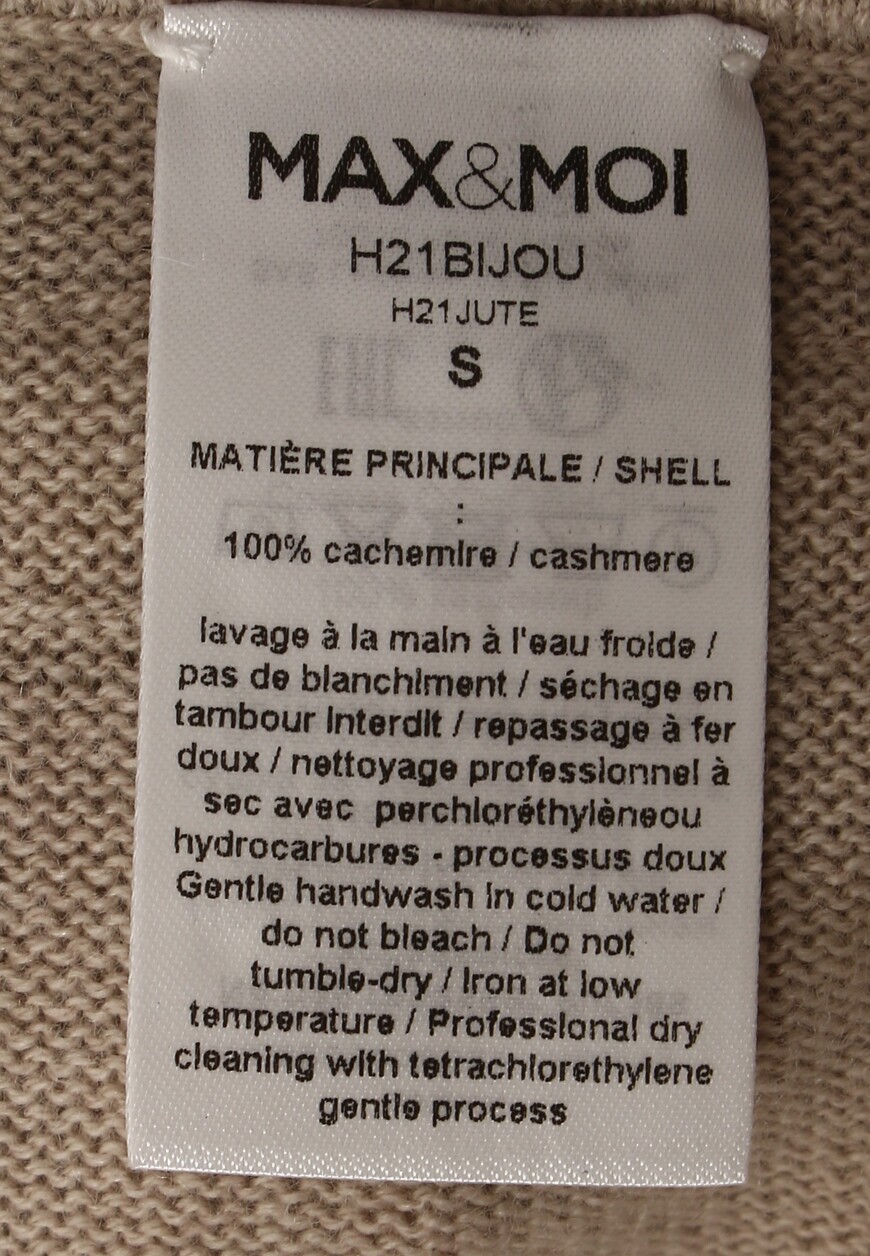 MAX&MOI
H21BIJOU
H21JUTE
S
MATIÈRE PRINCIPALE / SHELL
:
100% cachemire / cashmere
lavage à la main à l'eau froide /
pas de blanchiment / séchage en
tambour interdit / repassage à fer
doux / nettoyage professionnel à
sec avec perchloréthylèneou
hydrocarbures - processus doux
Gentle handwash in cold water /
do not bleach / Do not
tumble-dry / Iron at low
temperature / Professional dry
cleaning with tetrachlorethylene
gentle process